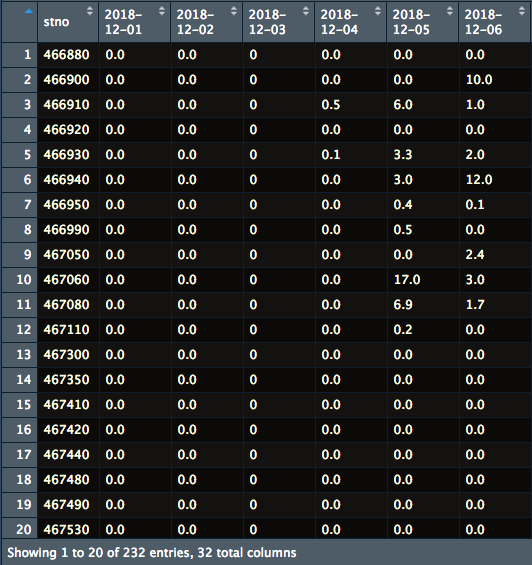 stno 2018-12-01 2018-12-02 2018-12-03 2018-12-04 2018-12-05 2018-12-06
1 466880 0.0 0.0 0 0.0 0.0 0.0
2 466900 0.0 0.0 0 0.0 0.0 10.0
3 466910 0.0 0.0 0 0.5 6.0 1.0
4 466920 0.0 0.0 0 0.0 0.0 0.0
5 466930 0.0 0.0 0 0.1 3.3 2.0
6 466940 0.0 0.0 0 0.0 3.0 12.0
7 466950 0.0 0.0 0 0.0 0.4 0.1
8 466990 0.0 0.0 0 0.0 0.5 0.0
9 467050 0.0 0.0 0 0.0 0.0 2.4
10 467060 0.0 0.0 0 0.0 17.0 3.0
11 467080 0.0 0.0 0 0.0 6.9 1.7
12 467110 0.0 0.0 0 0.0 0.2 0.0
13 467300 0.0 0.0 0 0.0 0.0 0.0
14 467350 0.0 0.0 0 0.0 0.0 0.0
15 467410 0.0 0.0 0 0.0 0.0 0.0
16 467420 0.0 0.0 0 0.0 0.0 0.0
17 467440 0.0 0.0 0 0.0 0.0 0.0
18 467480 0.0 0.0 0 0.0 0.0 0.0
19 467490 0.0 0.0 0 0.0 0.0 0.0
20 467530 0.0 0.0 0 0.0 0.0 0.0
Showing 1 to 20 of 232 entries, 32 total columns